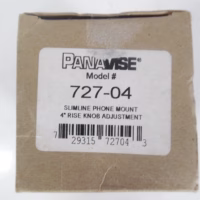 PANAVISE®
Model #
727-04
SLIMLINE PHONE MOUNT
4" RISE KNOB ADJUSTMENT
7 29315 72704 3